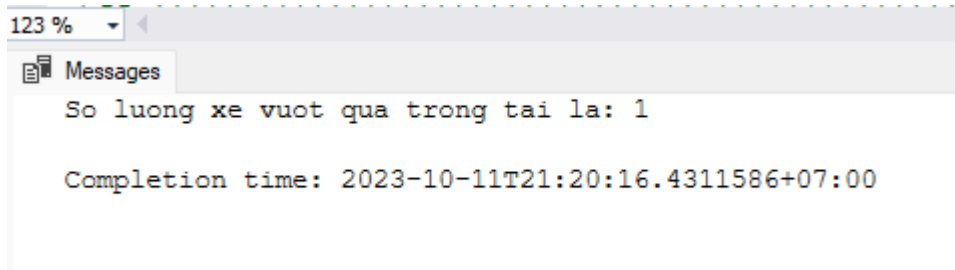 123 %
Messages
So luong xe vuot qua trong tai la: 1
Completion time: 2023-10-11T21:20:16.4311586+07:00